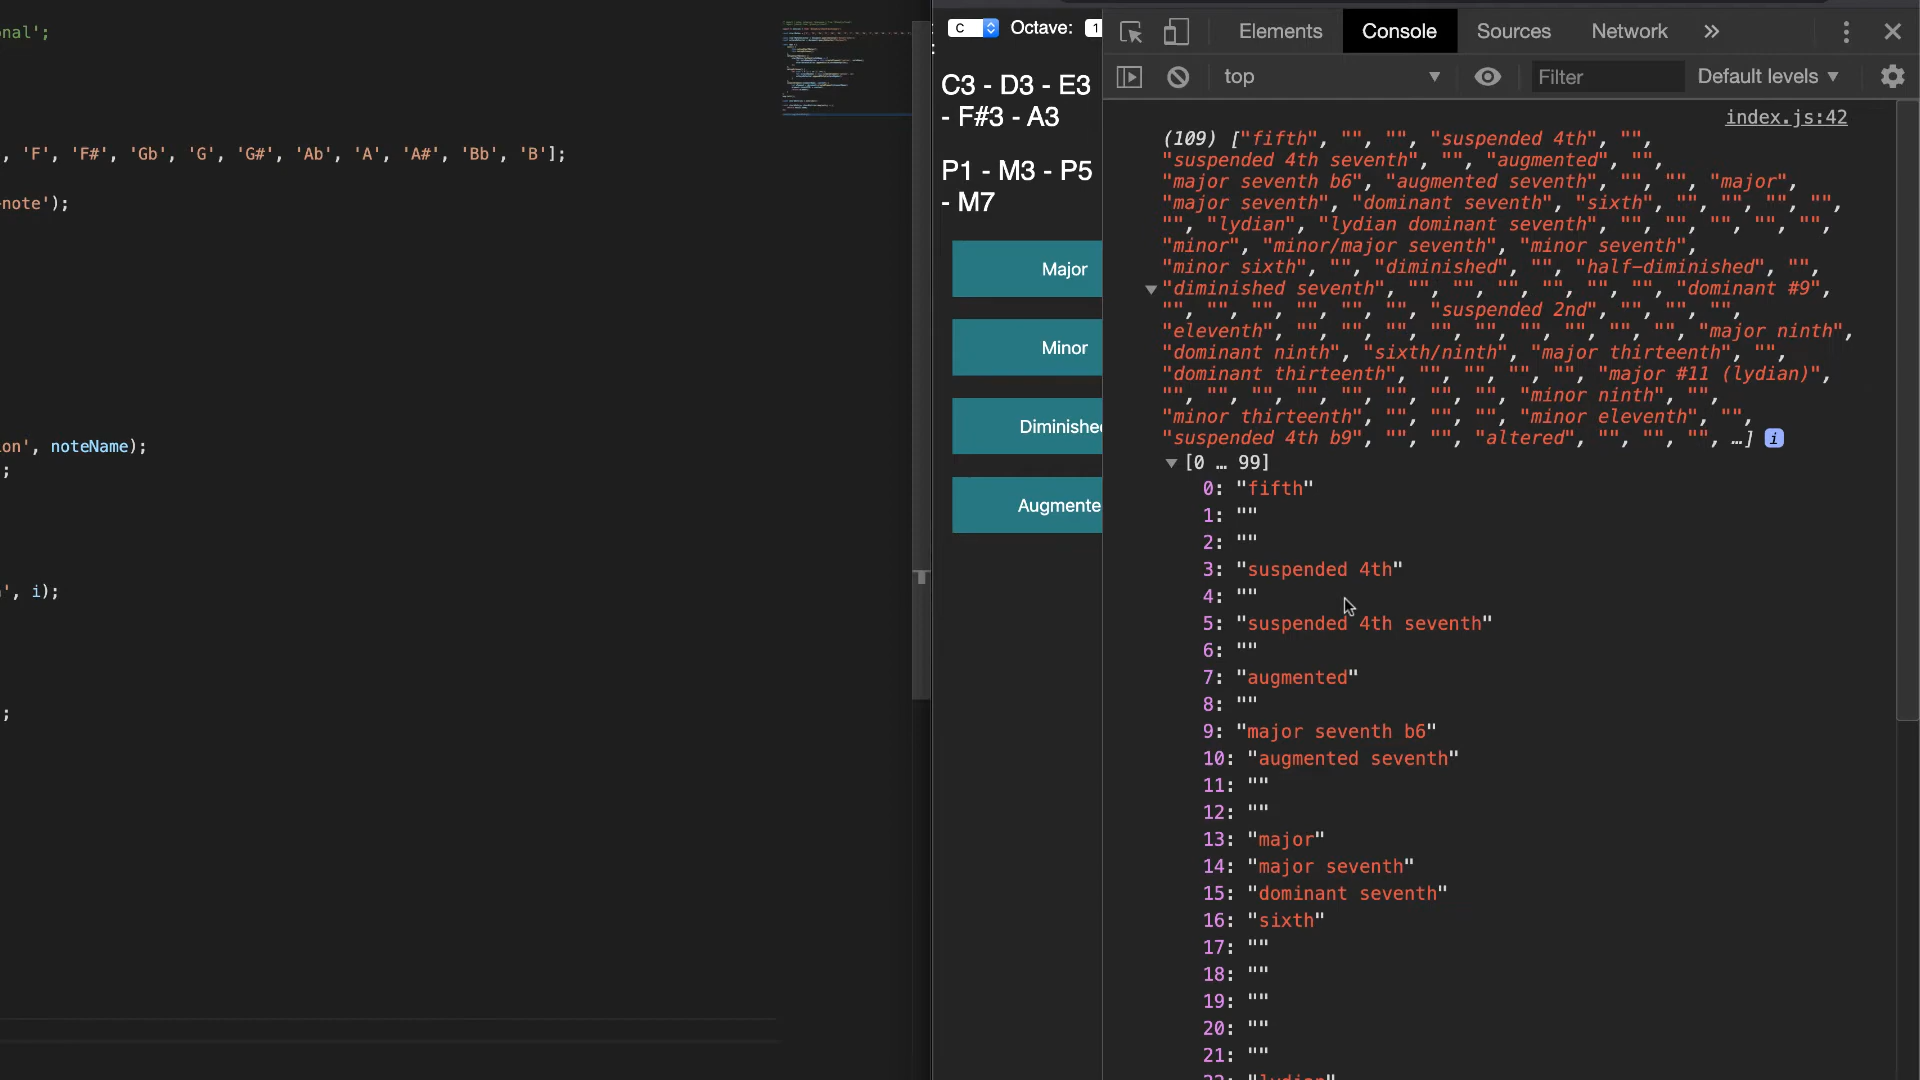 onal';
, 'F', 'F#', 'Gb', 'G', 'G#', 'Ab', 'A', 'A#', 'Bb', 'B'];
-note');
on', noteName);
;
', i);
;
C Octave: 1
C3 - D3 - E3
- F#3 - A3
P1 - M3 - P5
- M7
Major
Minor
Diminished
Augmente
Elements Console Sources Network »
top Filter Default levels
index.js:42
(109) ["fifth", "", "", "suspended 4th", "",
"suspended 4th seventh", "", "augmented", "",
"major seventh b6", "augmented seventh", "", "", "major",
"major seventh", "dominant seventh", "sixth", "", "", "", "",
"", "lydian", "lydian dominant seventh", "", "", "", "", "",
"minor", "minor/major seventh", "minor seventh",
"minor sixth", "", "diminished", "", "half-diminished", "",
"diminished seventh", "", "", "", "", "", "", "dominant #9",
"", "", "", "", "", "", "suspended 2nd", "", "", "",
"eleventh", "", "", "", "", "", "", "", "", "", "major ninth",
"dominant ninth", "sixth/ninth", "major thirteenth", "",
"dominant thirteenth", "", "", "", "", "major #11 (lydian)",
"", "", "", "", "", "", "", "", "minor ninth", "",
"minor thirteenth", "", "", "", "minor eleventh", "",
"suspended 4th b9", "", "", "altered", "", "", "", …] i
[0 … 99]
0: "fifth"
1: ""
2: ""
3: "suspended 4th"
4: ""
5: "suspended 4th seventh"
6: ""
7: "augmented"
8: ""
9: "major seventh b6"
10: "augmented seventh"
11: ""
12: ""
13: "major"
14: "major seventh"
15: "dominant seventh"
16: "sixth"
17: ""
18: ""
19: ""
20: ""
21: ""
22: "lydian"